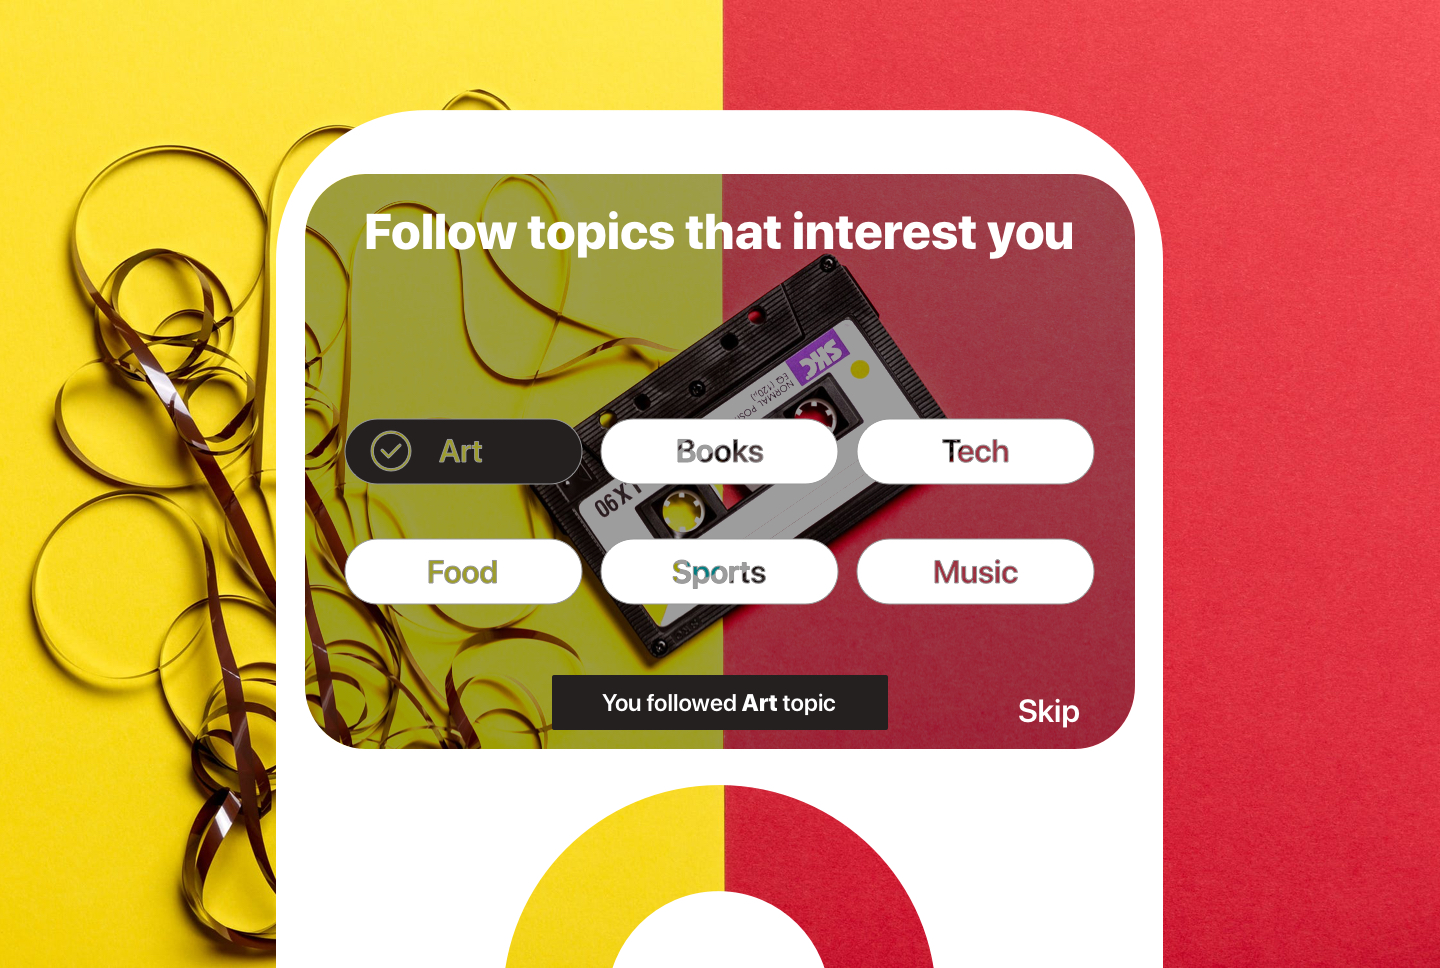 Follow topics that interest you
SKC
EQ (120
NORMAL POSI
Art
Books
Tech
1 X 90
Food
Sports
Music
You followed Art topic
Skip